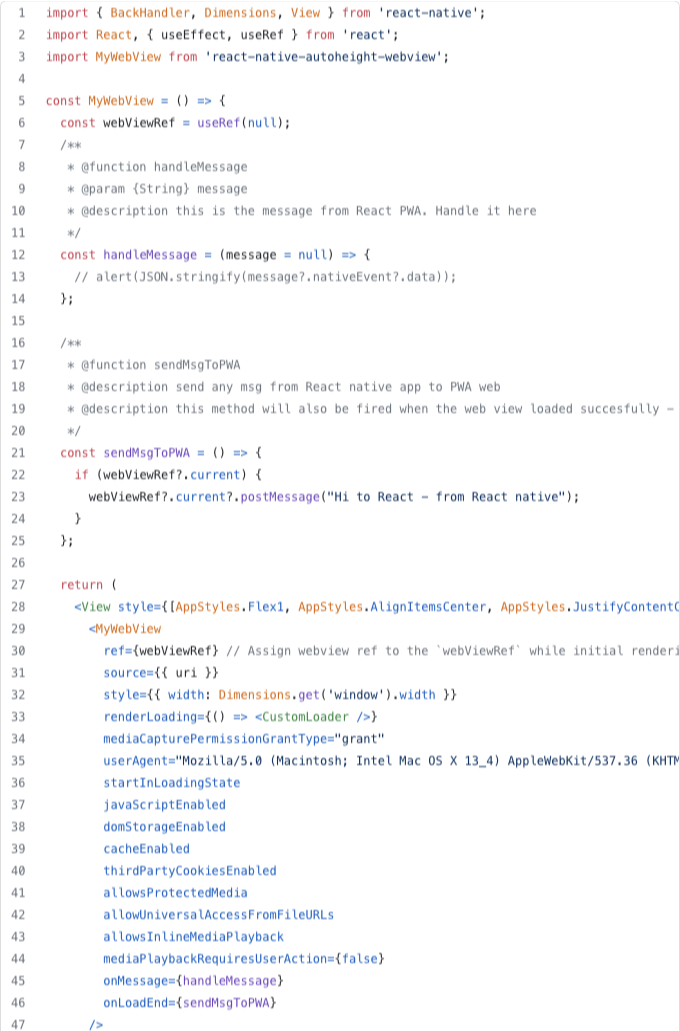 1 import { BackHandler, Dimensions, View } from 'react-native';
2 import React, { useEffect, useRef } from 'react';
3 import MyWebView from 'react-native-autoheight-webview';
4
5 const MyWebView = () => {
6   const webViewRef = useRef(null);
7   /**
8    * @function handleMessage
9    * @param {String} message
10    * @description this is the message from React PWA. Handle it here
11    */
12   const handleMessage = (message = null) => {
13     // alert(JSON.stringify(message?.nativeEvent?.data));
14   };
15
16   /**
17    * @function sendMsgToPWA
18    * @description send any msg from React native app to PWA web
19    * @description this method will also be fired when the web view loaded succesfully -
20    */
21   const sendMsgToPWA = () => {
22     if (webViewRef?.current) {
23       webViewRef?.current?.postMessage("Hi to React - from React native");
24     }
25   };
26
27   return (
28     <View style={[AppStyles.Flex1, AppStyles.AlignItemsCenter, AppStyles.JustifyContent
29       <MyWebView
30         ref={webViewRef} // Assign webview ref to the `webViewRef` while initial renderi
31         source={{ uri }}
32         style={{ width: Dimensions.get('window').width }}
33         renderLoading={() => <CustomLoader />}
34         mediaCapturePermissionGrantType="grant"
35         userAgent="Mozilla/5.0 (Macintosh; Intel Mac OS X 13_4) AppleWebKit/537.36 (KHTM
36         startInLoadingState
37         javaScriptEnabled
38         domStorageEnabled
39         cacheEnabled
40         thirdPartyCookiesEnabled
41         allowsProtectedMedia
42         allowUniversalAccessFromFileURLs
43         allowsInlineMediaPlayback
44         mediaPlaybackRequiresUserAction={false}
45         onMessage={handleMessage}
46         onLoadEnd={sendMsgToPWA}
47       />